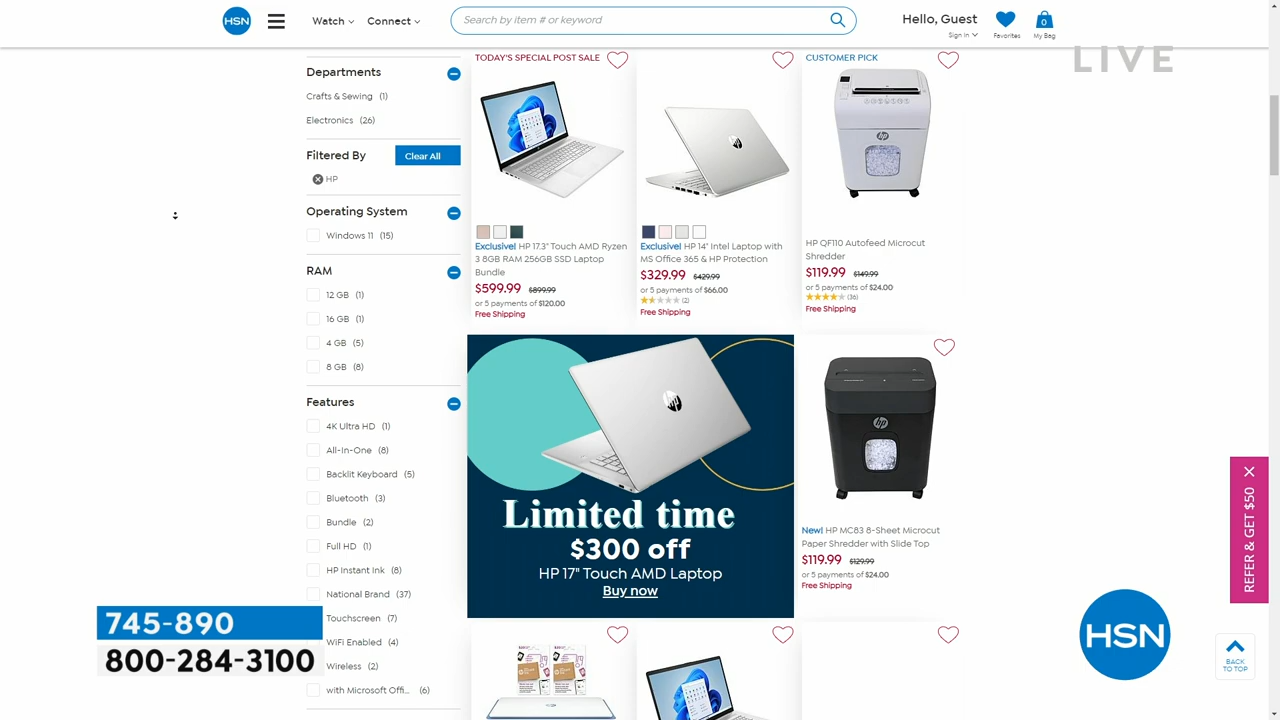 HSN
Watch
Connect
Search by item # or keyword
Hello, Guest
Sign In
Favorites
0
My Bag
LIVE
Departments
Crafts & Sewing (1)
Electronics (26)
Filtered By
Clear All
HP
Operating System
Windows 11 (15)
RAM
12 GB (1)
16 GB (1)
4 GB (5)
8 GB (8)
Features
4K Ultra HD (1)
All-In-One (8)
Backlit Keyboard (5)
Bluetooth (3)
Bundle (2)
Full HD (1)
HP Instant Ink (8)
National Brand (37)
Touchscreen (7)
WiFi Enabled (4)
Wireless (2)
with Microsoft Offi... (6)
TODAY'S SPECIAL POST SALE
Exclusive! HP 17.3" Touch AMD Ryzen
3 8GB RAM 256GB SSD Laptop
Bundle
$599.99 $899.99
or 5 payments of $120.00
Free Shipping
hp
Exclusive! HP 14" Intel Laptop with
MS Office 365 & HP Protection
$329.99 $429.99
or 5 payments of $66.00
(2)
Free Shipping
CUSTOMER PICK
hp
HP QF110 Autofeed Microcut
Shredder
$119.99 $149.99
or 5 payments of $24.00
(36)
Free Shipping
hp
Limited time
$300 off
HP 17" Touch AMD Laptop
Buy now
hp
New! HP MC83 8-Sheet Microcut
Paper Shredder with Slide Top
$119.99 $129.99
or 5 payments of $24.00
Free Shipping
REFER & GET $50
745-890
800-284-3100
HSN
BACK
TO TOP